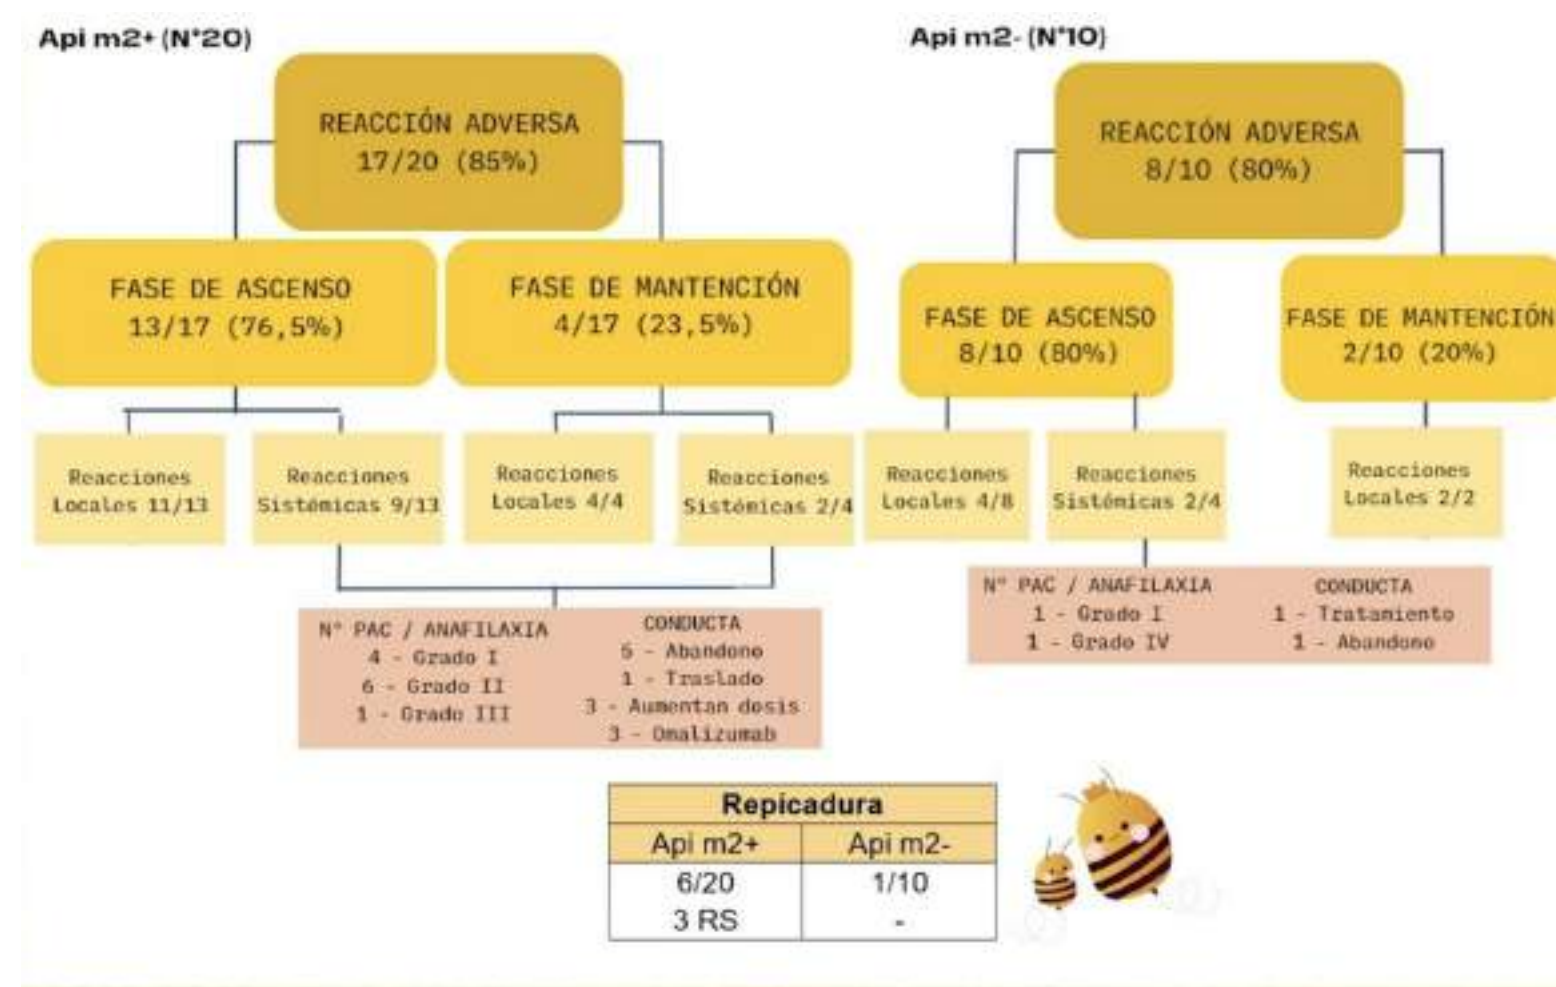 Api m2+ (N°20)
REACCIÓN ADVERSA
17/20 (85%)
FASE DE ASCENSO
13/17 (76,5%)
FASE DE MANTENCIÓN
4/17 (23,5%)
Reacciones
Locales 11/13
Reacciones
Sistémicas 9/13
Reacciones
Locales 4/4
Reacciones
Sistémicas 2/4
N° PAC / ANAFILAXIA
4 - Grado I
6 - Grado II
1 - Grado III
CONDUCTA
5 - Abandono
1 - Traslado
3 - Aumentan dosis
3 - Omalizumab
Api m2- (N°10)
REACCIÓN ADVERSA
8/10 (80%)
FASE DE ASCENSO
8/10 (80%)
FASE DE MANTENCIÓN
2/10 (20%)
Reacciones
Locales 4/8
Reacciones
Sistémicas 2/4
Reacciones
Locales 2/2
N° PAC / ANAFILAXIA
1 - Grado I
1 - Grado IV
CONDUCTA
1 - Tratamiento
1 - Abandono
Repicadura
Api m2+ Api m2-
6/20 1/10
3 RS -